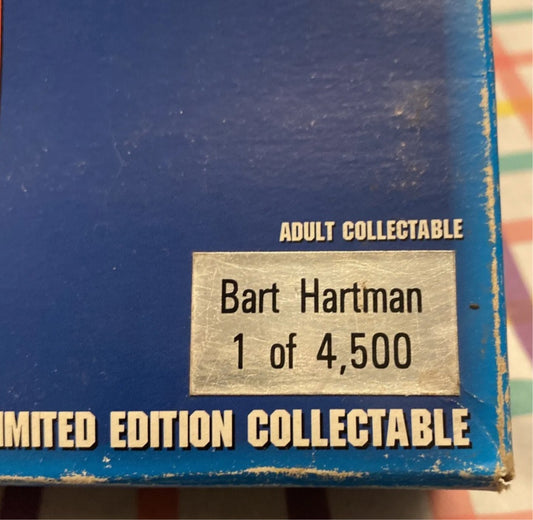 ADULT COLLECTABLE
Bart Hartman
1 of 4,500
IMITED EDITION COLLECTABLE